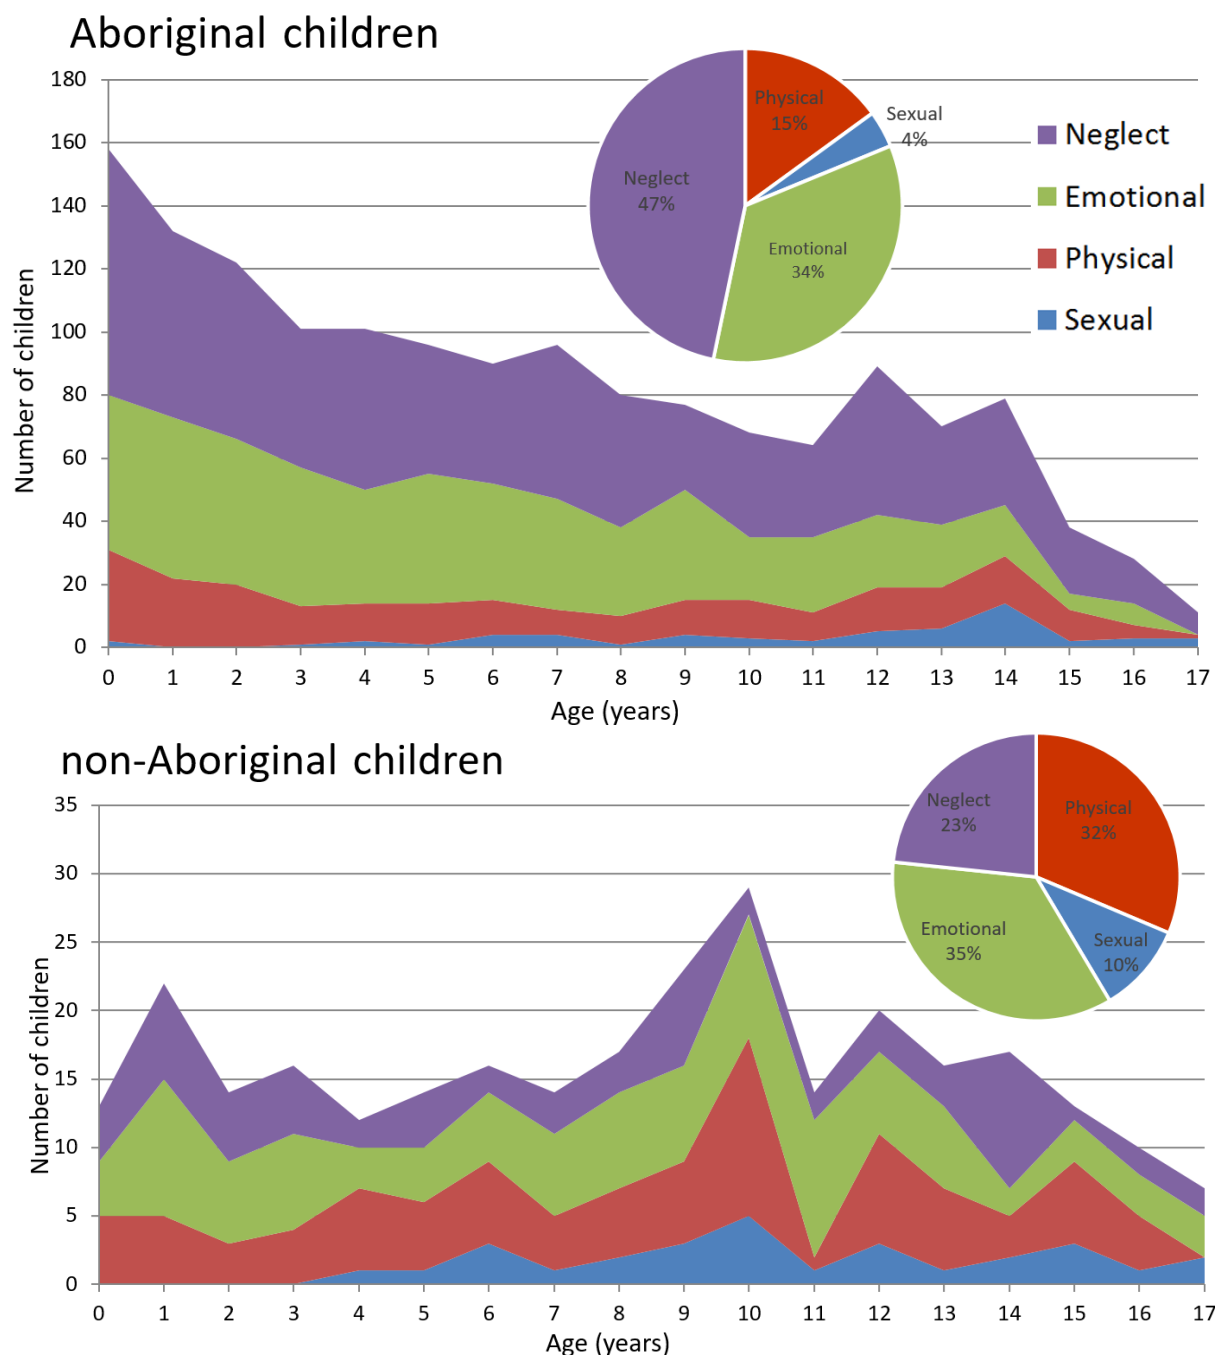 Aboriginal children
180
160
140
120
100
80
60
40
20
0
Number of children
Physical
15%
Sexual
4%
Neglect
47%
Emotional
34%
Neglect
Emotional
Physical
Sexual
0 1 2 3 4 5 6 7 8 9 10 11 12 13 14 15 16 17
Age (years)
non-Aboriginal children
35
30
25
20
15
10
5
0
Number of children
Neglect
23%
Physical
32%
Emotional
35%
Sexual
10%
0 1 2 3 4 5 6 7 8 9 10 11 12 13 14 15 16 17
Age (years)